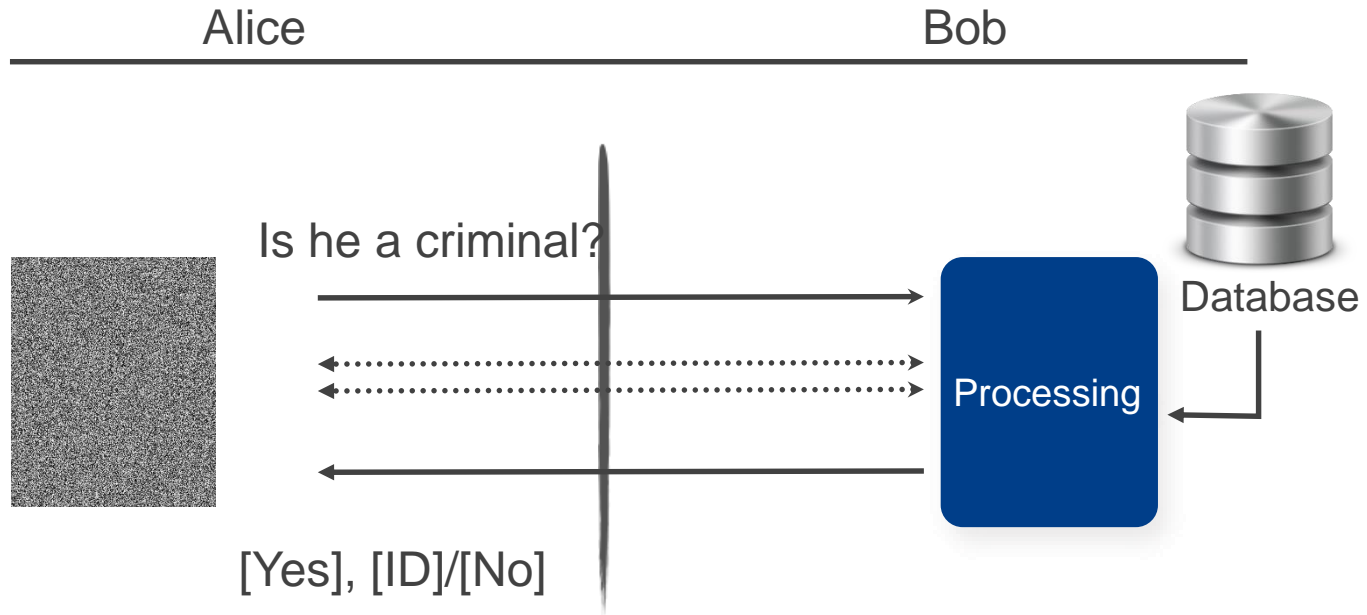 Alice
Bob
Is he a criminal?
Database
Processing
[Yes], [ID]/[No]